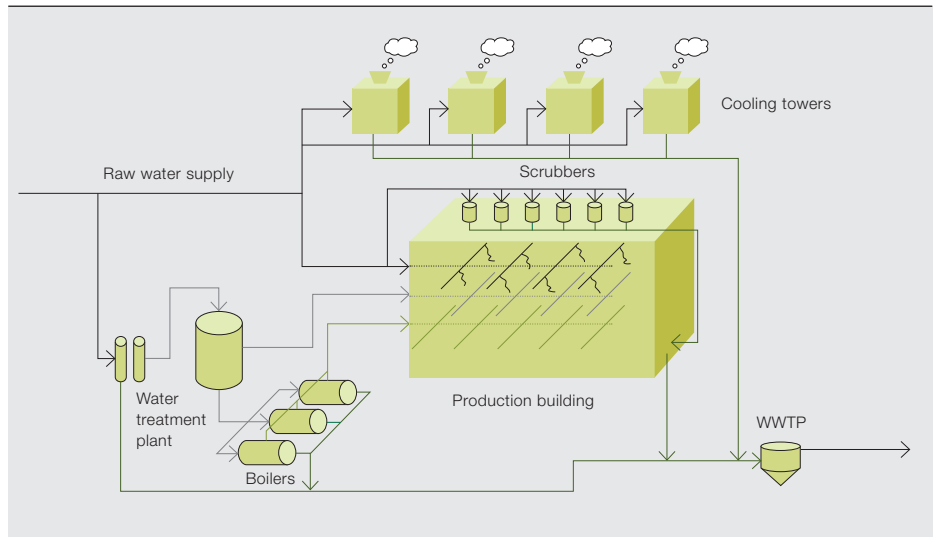 Cooling towers
Raw water supply
Scrubbers
Water
treatment
plant
Production building
WWTP
Boilers